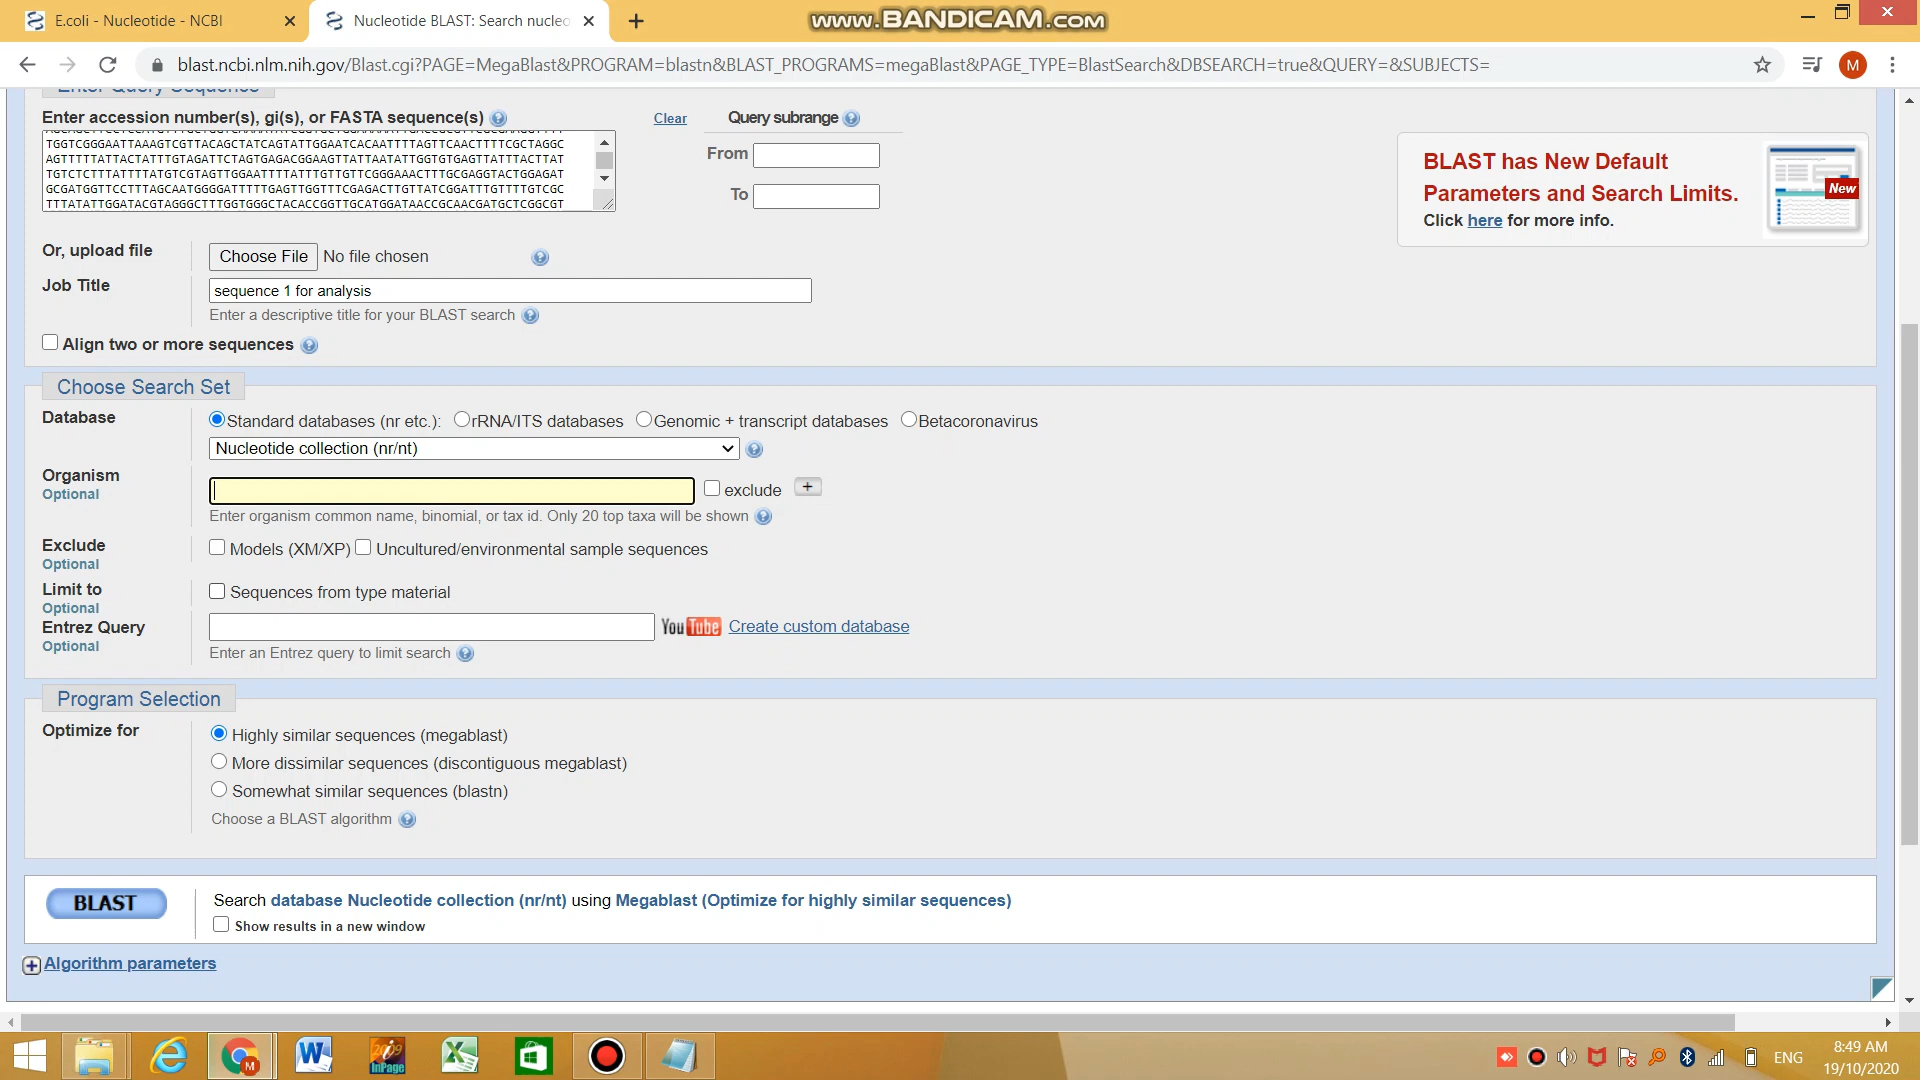 E.coli - Nucleotide - NCBI
Nucleotide BLAST: Search nucleo
www.BANDICAM.com
blast.ncbi.nlm.nih.gov/Blast.cgi?PAGE=MegaBlast&PROGRAM=blastn&BLAST_PROGRAMS=megaBlast&PAGE_TYPE=BlastSearch&DBSEARCH=true&QUERY=&SUBJECTS=
M
Enter Query Sequence
Enter accession number(s), gi(s), or FASTA sequence(s)
Clear
Query subrange
TGGTCGGGAATTAAAGTCGTTACAGCTATCAGTATTGGAATCACAATTTTAGTTCAACTTTTCGCTAGGC
AGTTTTTATTACTATTTGTAGATTCTAGTGAGACGGAAGTTATTAATATTGGTGTGAGTTATTTACTTAT
TGTCTCTTTATTTTATGTCGTAGTTGGAATTTTATTTGTTGTTCGGGAAACTTTGCGAGGTACTGGAGAT
GCGATGGTTCCTTTAGCAATGGGGATTTTTGAGTTGGTTTCGAGACTTGTTATCGGATTTGTTTTGTCGC
TTTATATTGGATACGTAGGGCTTTGGTGGGCTACACCGGTTGCATGGATAACCGCAACGATGCTCGGCGT
From
To
BLAST has New Default
Parameters and Search Limits.
Click here for more info.
New
Or, upload file
Choose File No file chosen
Job Title
sequence 1 for analysis
Enter a descriptive title for your BLAST search
Align two or more sequences
Choose Search Set
Database
Standard databases (nr etc.): rRNA/ITS databases Genomic + transcript databases Betacoronavirus
Nucleotide collection (nr/nt)
Organism
Optional
exclude
+
Enter organism common name, binomial, or tax id. Only 20 top taxa will be shown
Exclude
Optional
Models (XM/XP) Uncultured/environmental sample sequences
Limit to
Optional
Sequences from type material
Entrez Query
Optional
YouTube Create custom database
Enter an Entrez query to limit search
Program Selection
Optimize for
Highly similar sequences (megablast)
More dissimilar sequences (discontiguous megablast)
Somewhat similar sequences (blastn)
Choose a BLAST algorithm
BLAST
Search database Nucleotide collection (nr/nt) using Megablast (Optimize for highly similar sequences)
Show results in a new window
Algorithm parameters
2009
InPage
ENG
8:49 AM
19/10/2020